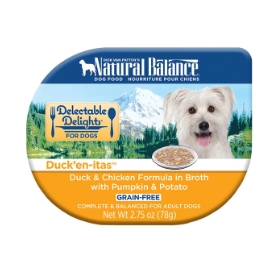 DICK VAN PATTEN'S
Natural Balance®
DOG FOOD NOURRITURE POUR CHIENS
Delectable
Delights®
FOR DOGS
Duck'en-itas™
Duck & Chicken Formula in Broth
with Pumpkin & Potato
GRAIN-FREE
COMPLETE & BALANCED FOR ADULT DOGS
Net Wt 2.75 oz (78g)